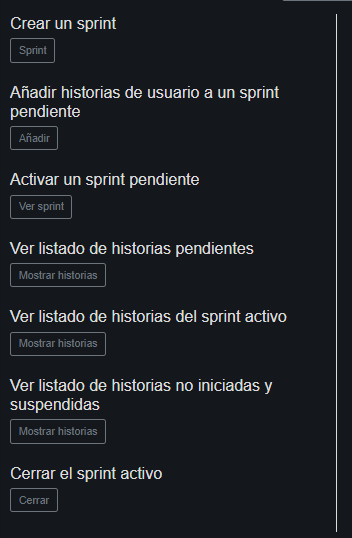 Crear un sprint
Sprint
Añadir historias de usuario a un sprint
pendiente
Añadir
Activar un sprint pendiente
Ver sprint
Ver listado de historias pendientes
Mostrar historias
Ver listado de historias del sprint activo
Mostrar historias
Ver listado de historias no iniciadas y
suspendidas
Mostrar historias
Cerrar el sprint activo
Cerrar